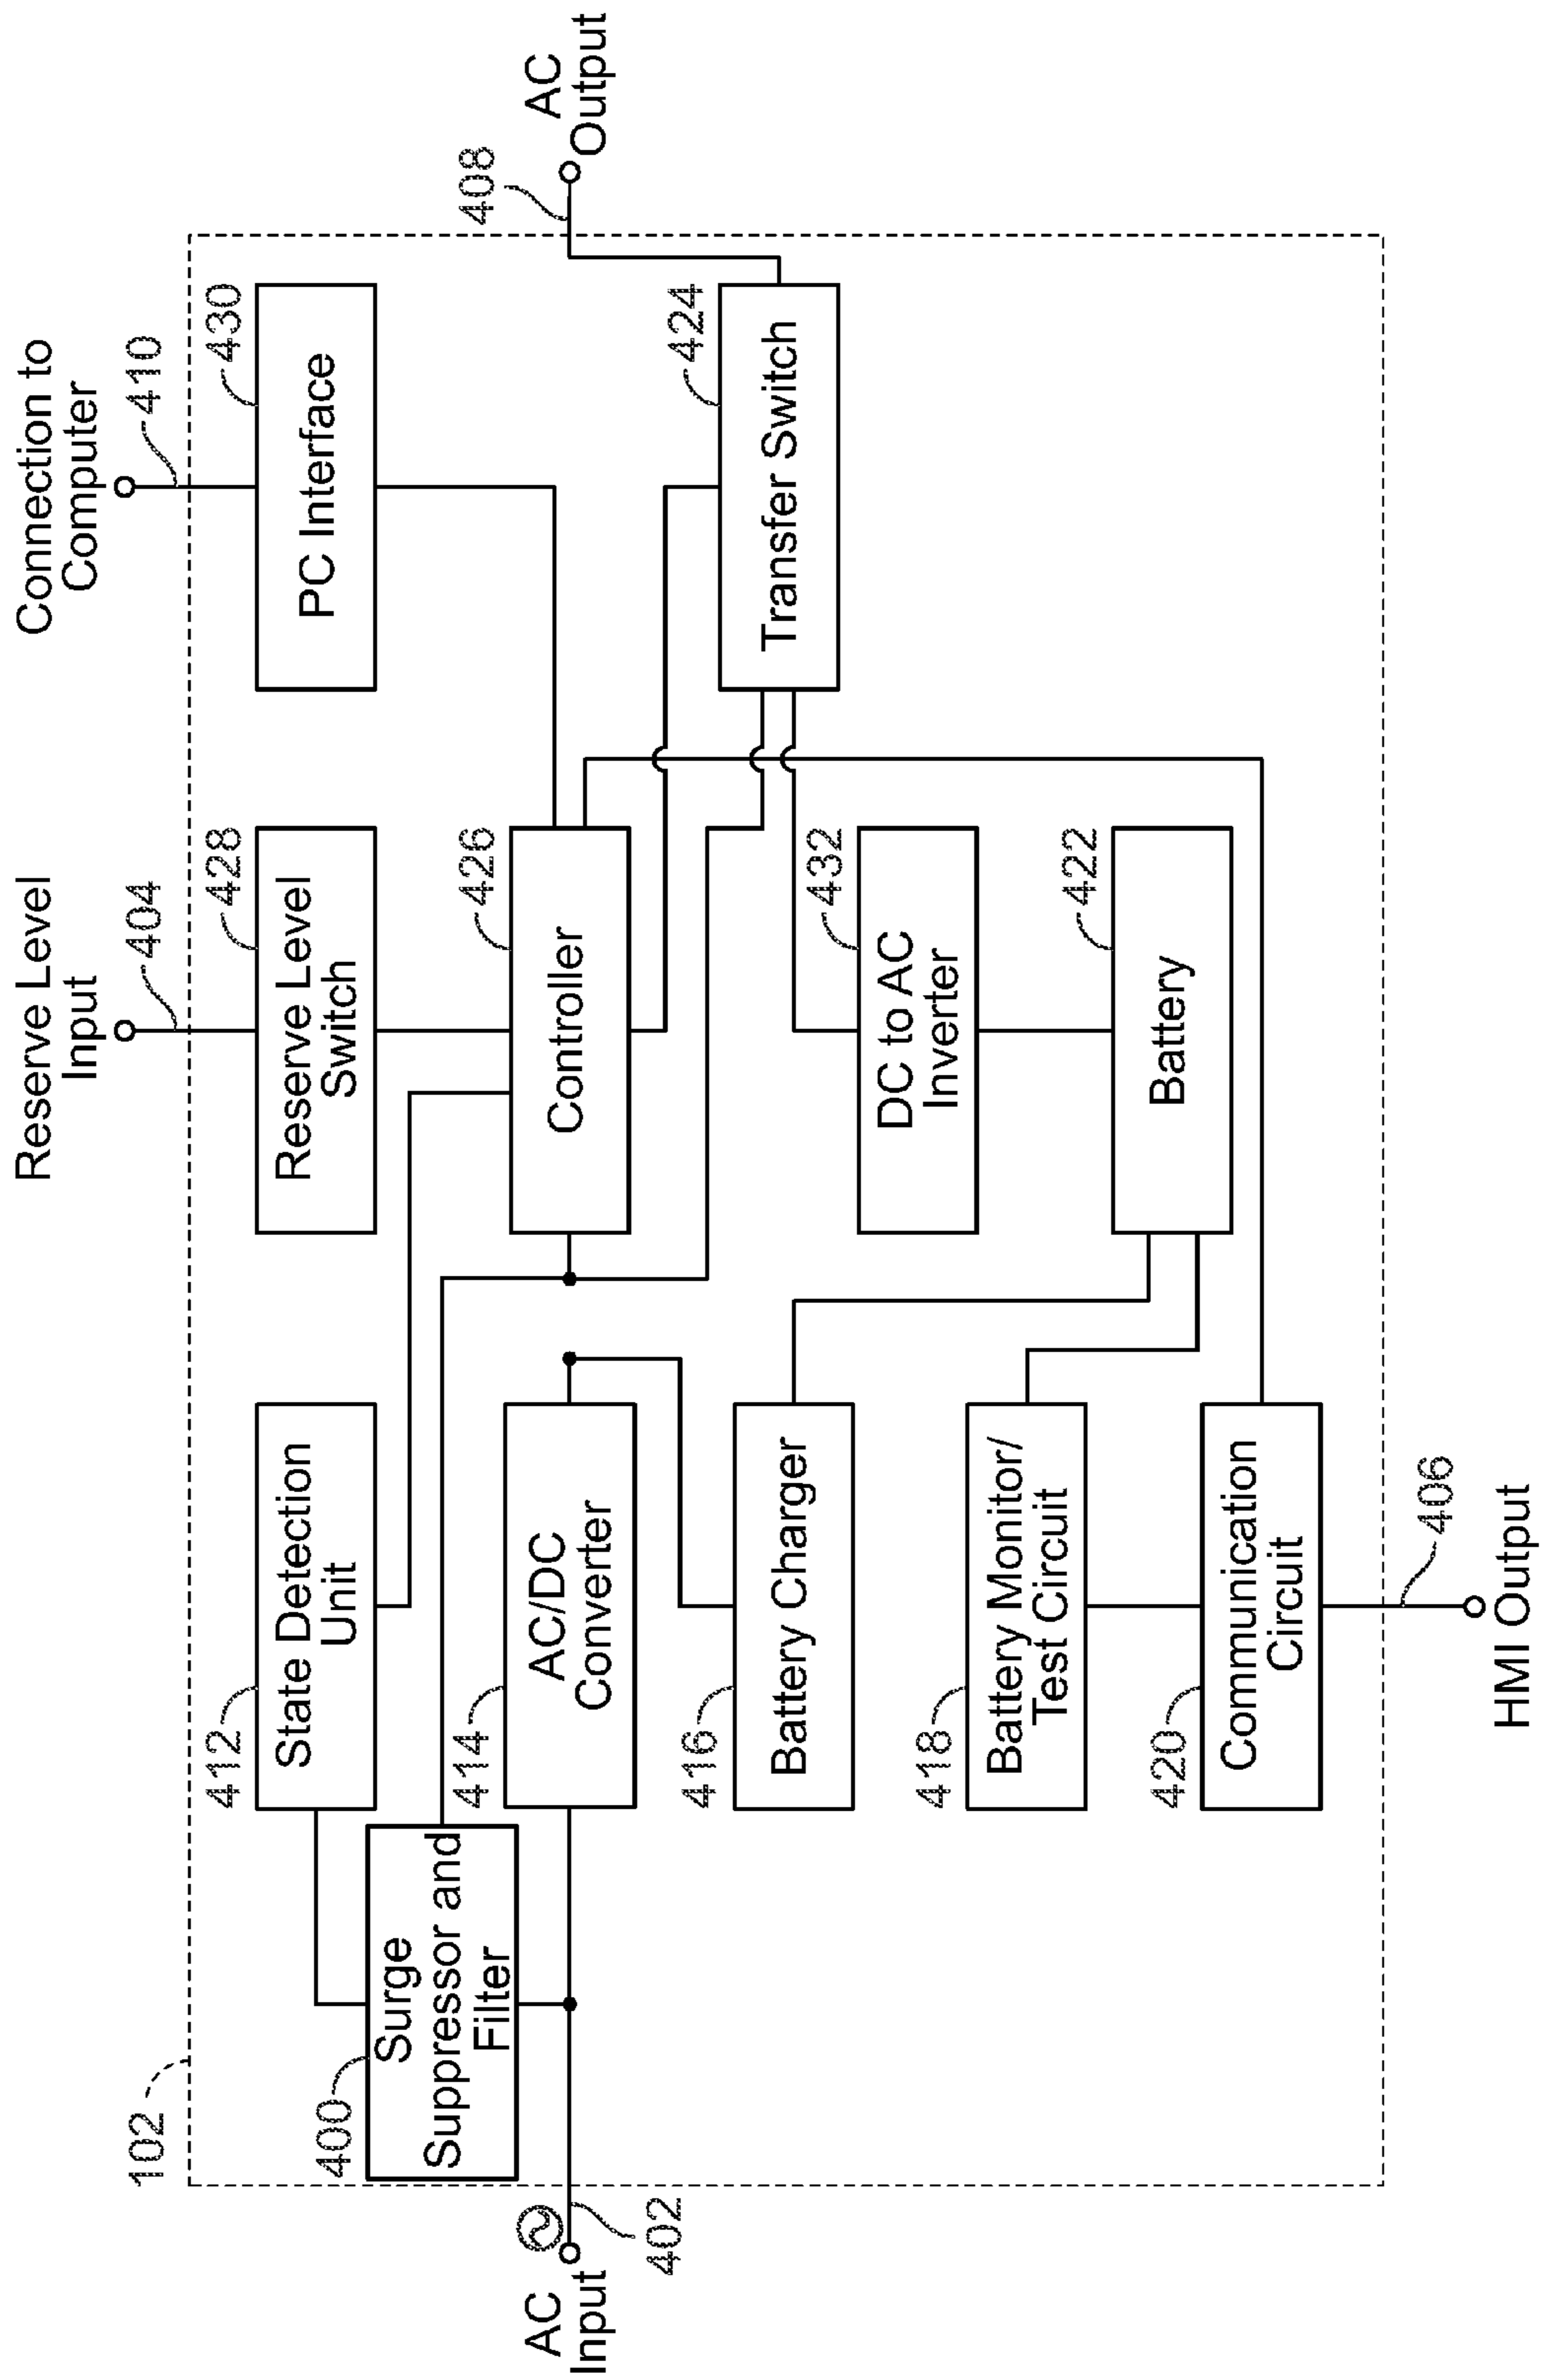 Reserve Level
Input
Connection to
Computer
404
410
102
412
428
430
State Detection
Unit
Reserve Level
Switch
PC Interface
400
Surge
Suppressor and
Filter
408
AC
Output
AC
Input
402
414
AC/DC
Converter
426
Controller
416
Battery Charger
424
Transfer Switch
432
DC to AC
Inverter
418
Battery Monitor/
Test Circuit
422
Battery
420
Communication
Circuit
406
HMI Output